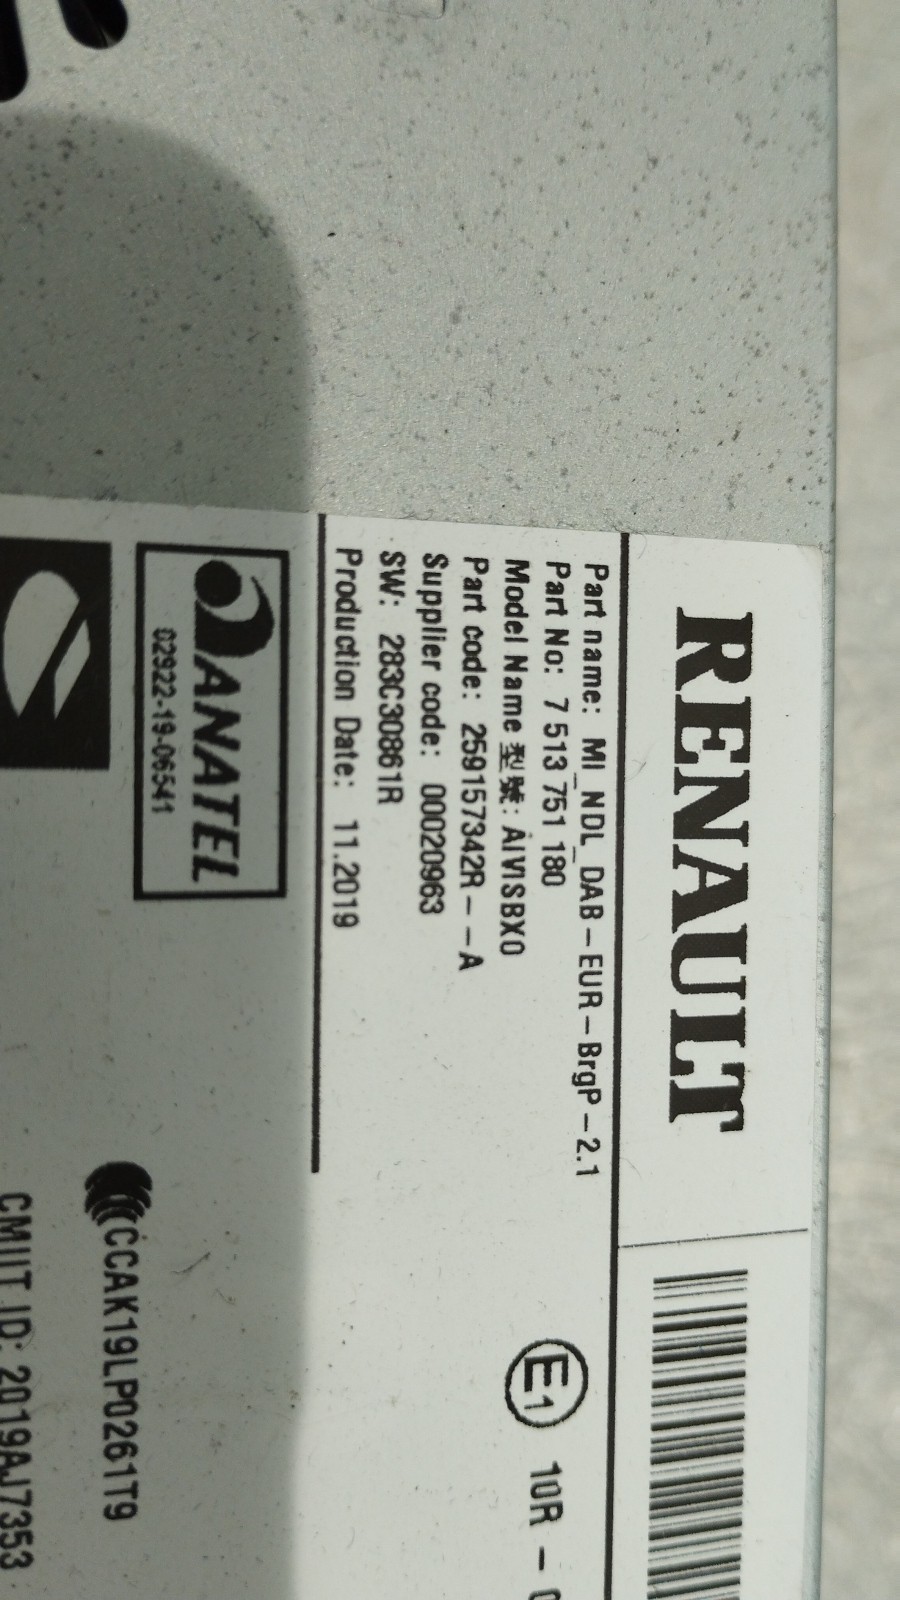 RENAULT
Part name: MI_NDL_DAB-EUR-BrgP-2.1
Part No: 7 513 751 180
Model Name 型號: AIVISBXO
Part code: 259157342R--A
Supplier code: 00020963
SW: 283C30861R
Production Date: 11.2019
E1 10R - 0
ANATEL
02922-19-06541
CCAK19LP0261T9
CMIIT ID: 2019AJ7353